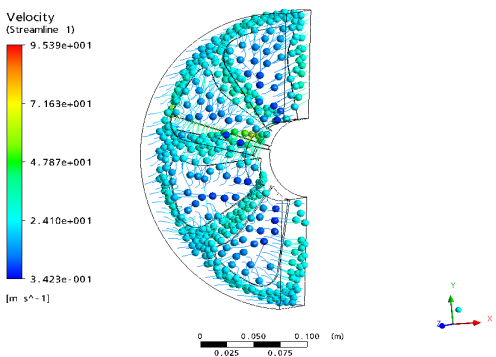 Velocity
(Streamline 1)
9.539e+001
7.163e+001
4.787e+001
2.410e+001
3.423e-001
[m s^-1]
0 0.050 0.100 (m)
0.025 0.075
Y
X
Z